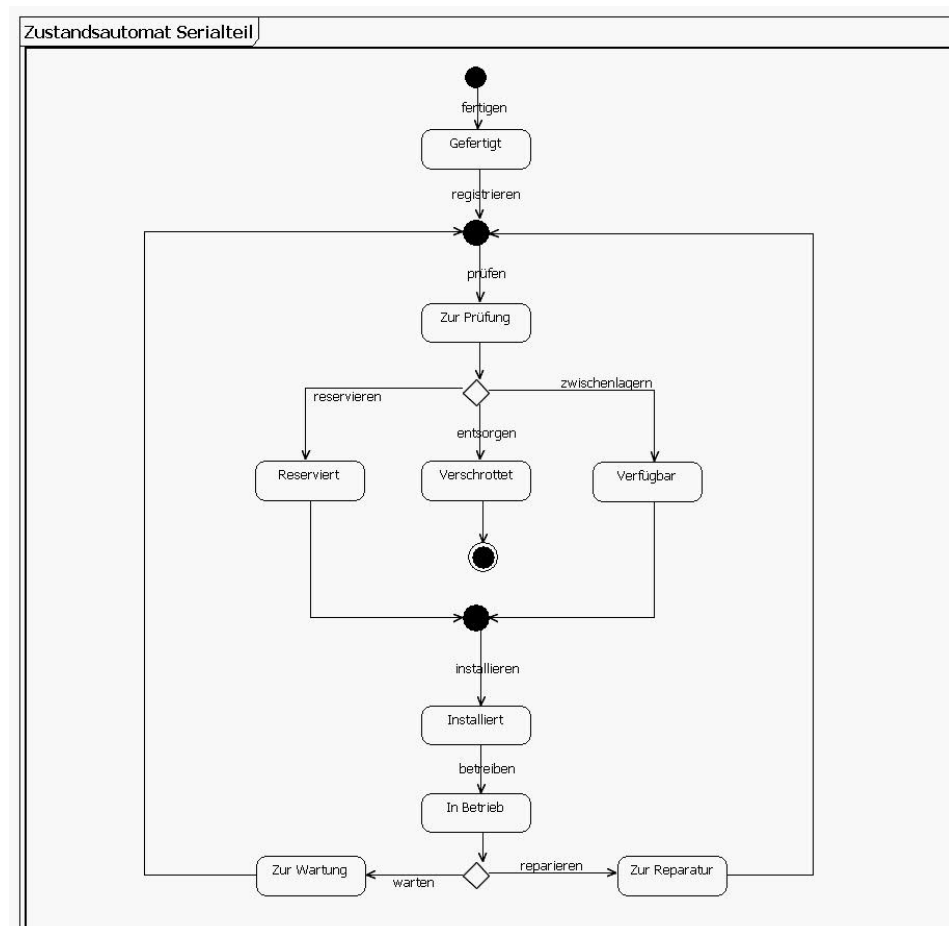 Zustandsautomat Serialteil
fertigen
Gefertigt
registrieren
prüfen
Zur Prüfung
reservieren
zwischenlagern
entsorgen
Reserviert
Verschrottet
Verfügbar
installieren
Installiert
betreiben
In Betrieb
Zur Wartung
warten
reparieren
Zur Reparatur